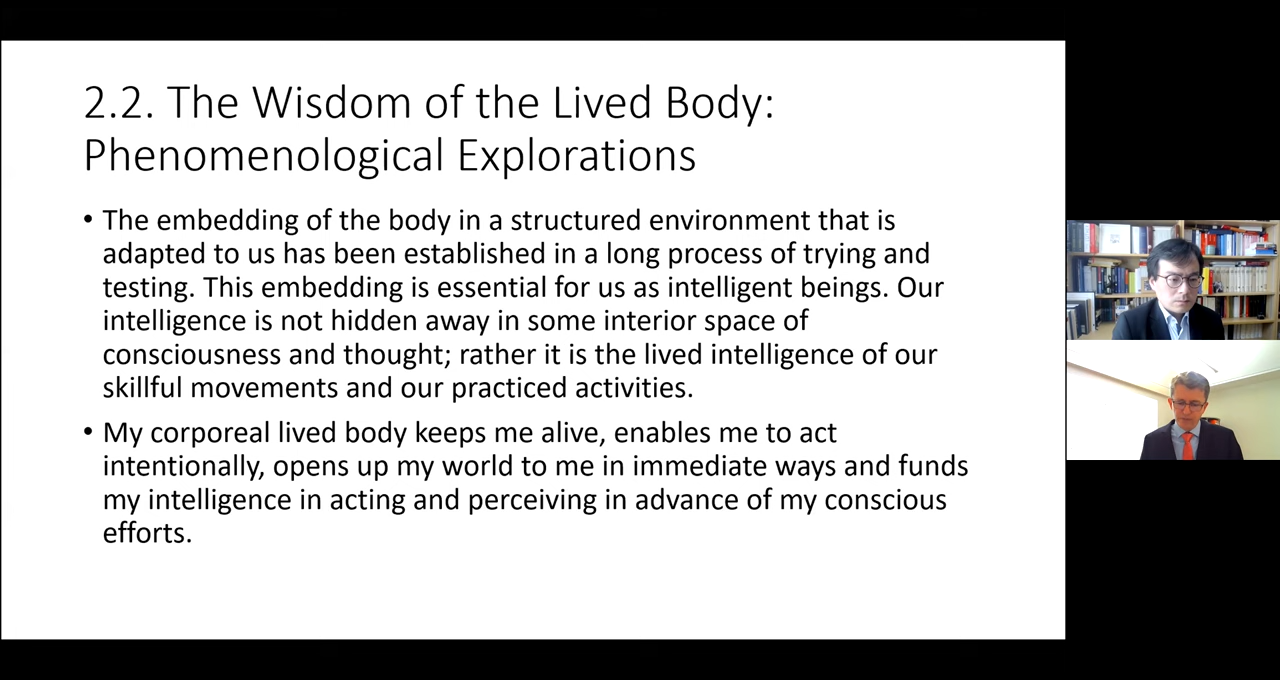 2.2. The Wisdom of the Lived Body:
Phenomenological Explorations
• The embedding of the body in a structured environment that is
adapted to us has been established in a long process of trying and
testing. This embedding is essential for us as intelligent beings. Our
intelligence is not hidden away in some interior space of
consciousness and thought; rather it is the lived intelligence of our
skillful movements and our practiced activities.
• My corporeal lived body keeps me alive, enables me to act
intentionally, opens up my world to me in immediate ways and funds
my intelligence in acting and perceiving in advance of my conscious
efforts.